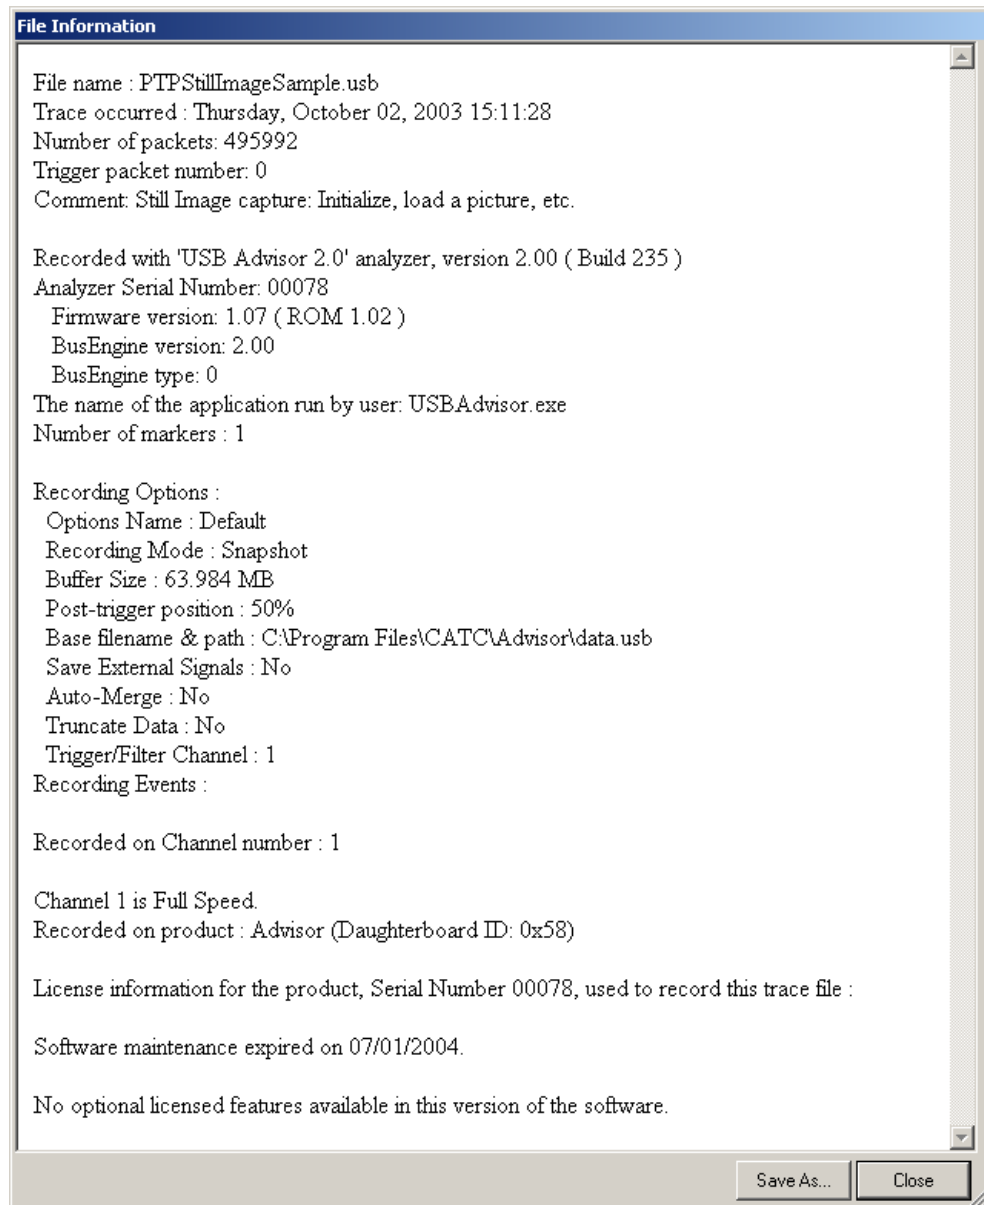 File Information
File name : PTPStillImageSample.usb
Trace occurred : Thursday, October 02, 2003 15:11:28
Number of packets: 495992
Trigger packet number: 0
Comment: Still Image capture: Initialize, load a picture, etc.
Recorded with 'USB Advisor 2.0' analyzer, version 2.00 ( Build 235 )
Analyzer Serial Number: 00078
Firmware version: 1.07 ( ROM 1.02 )
BusEngine version: 2.00
BusEngine type: 0
The name of the application run by user: USBAdvisor.exe
Number of markers : 1
Recording Options :
Options Name : Default
Recording Mode : Snapshot
Buffer Size : 63.984 MB
Post-trigger position : 50%
Base filename & path : C:\Program Files\CATC\Advisor\data.usb
Save External Signals : No
Auto-Merge : No
Truncate Data : No
Trigger/Filter Channel : 1
Recording Events :
Recorded on Channel number : 1
Channel 1 is Full Speed.
Recorded on product : Advisor (Daughterboard ID: 0x58)
License information for the product, Serial Number 00078, used to record this trace file :
Software maintenance expired on 07/01/2004.
No optional licensed features available in this version of the software.
Save As...
Close